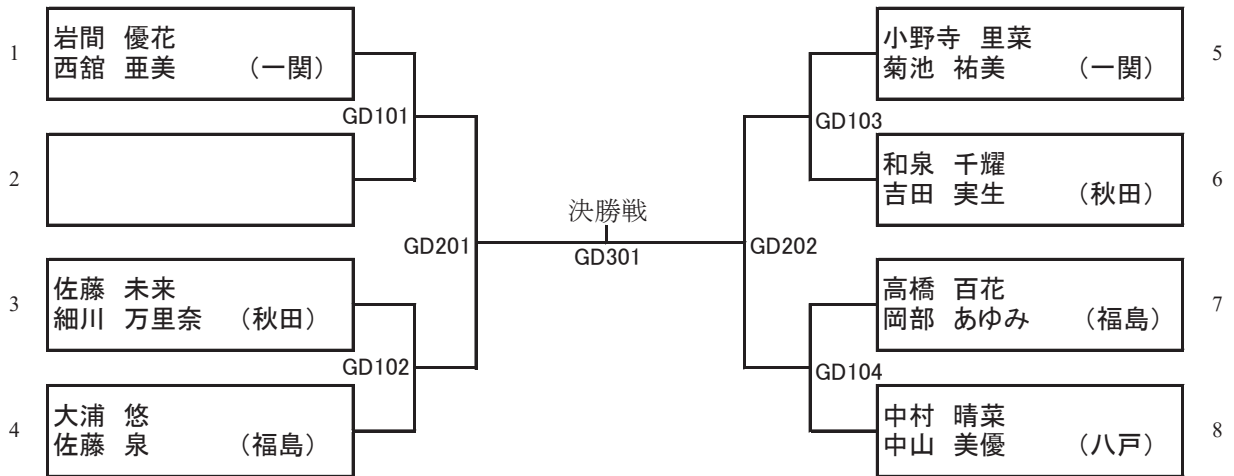 1
岩間 優花
西舘 亜美 (一関)
GD101
2
GD201
3
佐藤 未来
細川 万里奈 (秋田)
GD102
4
大浦 悠
佐藤 泉 (福島)
決勝戦
GD301
小野寺 里菜
菊池 祐美 (一関)
5
GD103
和泉 千耀
吉田 実生 (秋田)
6
GD202
高橋 百花
岡部 あゆみ (福島)
7
GD104
中村 晴菜
中山 美優 (八戸)
8